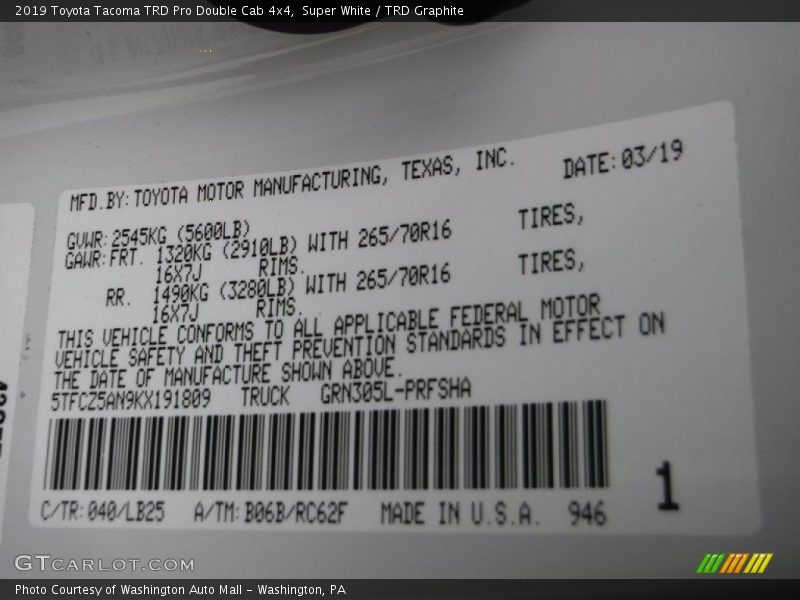 2019 Toyota Tacoma TRD Pro Double Cab 4x4, Super White / TRD Graphite
MFD.BY:TOYOTA MOTOR MANUFACTURING, TEXAS, INC. DATE:03/19
GVWR:2545KG (5600LB)
GAWR:FRT. 1320KG (2910LB) WITH 265/70R16 TIRES,
16X7J RIMS.
RR. 1490KG (3280LB) WITH 265/70R16 TIRES,
16X7J RIMS.
THIS VEHICLE CONFORMS TO ALL APPLICABLE FEDERAL MOTOR
VEHICLE SAFETY AND THEFT PREVENTION STANDARDS IN EFFECT ON
THE DATE OF MANUFACTURE SHOWN ABOVE.
5TFCZ5AN9KX191809 TRUCK GRN305L-PRFSHA
1
C/TR:040/LB25 A/TM:B06B/RC62F MADE IN U.S.A. 946
GTCARLOT.COM
Photo Courtesy of Washington Auto Mall - Washington, PA